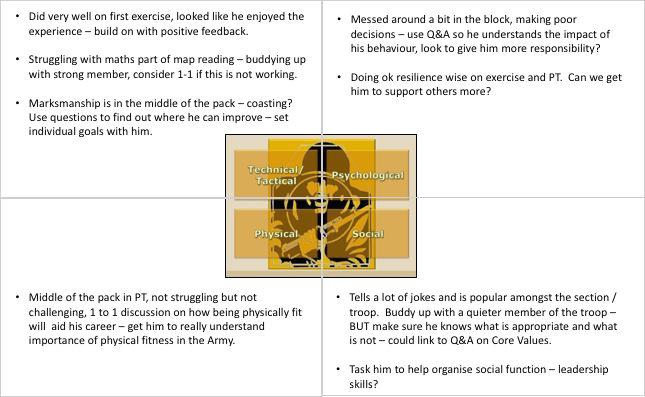 • Did very well on first exercise, looked like he enjoyed the
experience – build on with positive feedback.
• Struggling with maths part of map reading – buddying up
with strong member, consider 1-1 if this is not working.
• Marksmanship is in the middle of the pack – coasting?
Use questions to find out where he can improve – set
individual goals with him.
• Messed around a bit in the block, making poor
decisions – use Q&A so he understands the impact of
his behaviour, look to give him more responsibility?
• Doing ok resilience wise on exercise and PT.  Can we get
him to support others more?
Technical/
Tactical
Psychological
Physical
Social
• Middle of the pack in PT, not struggling but not
challenging, 1 to 1 discussion on how being physically fit
will  aid his career – get him to really understand
importance of physical fitness in the Army.
• Tells a lot of jokes and is popular amongst the section /
troop.  Buddy up with a quieter member of the troop –
BUT make sure he knows what is appropriate and what
is not – could link to Q&A on Core Values.
• Task him to help organise social function – leadership
skills?